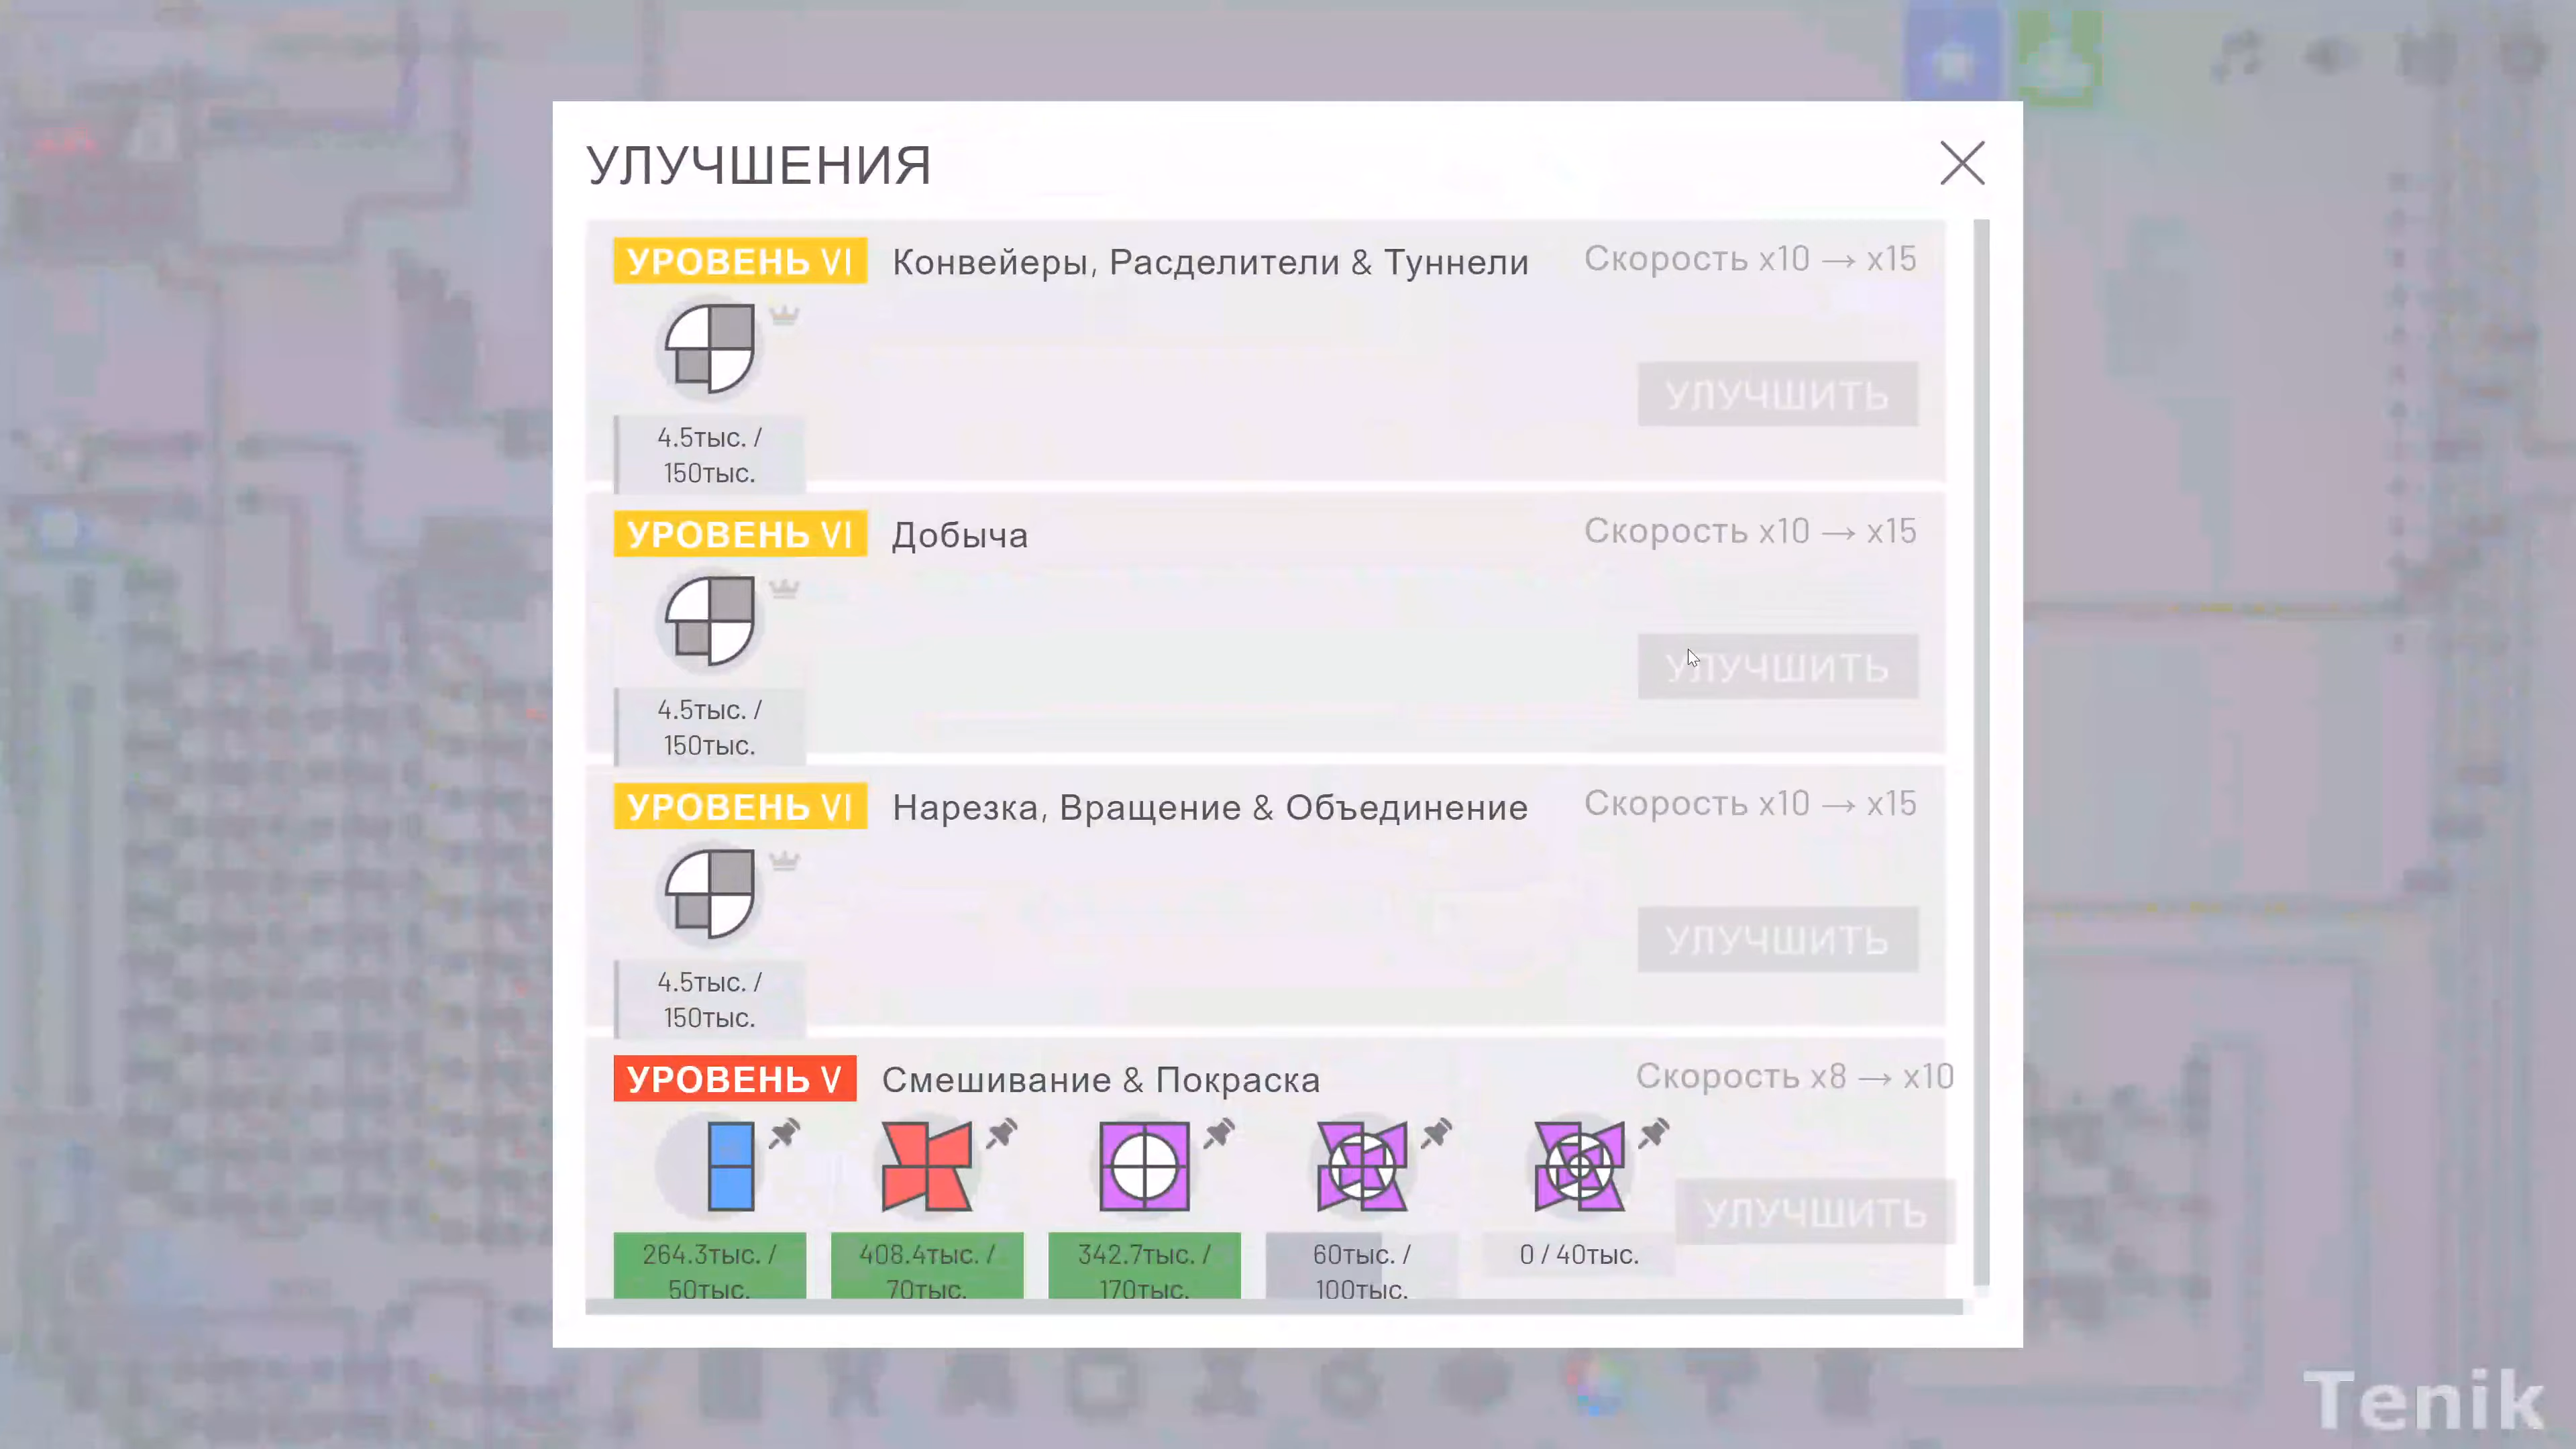 УЛУЧШЕНИЯ
УРОВЕНЬ VI Конвейеры, Расделители & Туннели Скорость x10 → x15
УЛУЧШИТЬ
4.5тыс. /
150тыс.
УРОВЕНЬ VI Добыча Скорость x10 → x15
УЛУЧШИТЬ
4.5тыс. /
150тыс.
УРОВЕНЬ VI Нарезка, Вращение & Объединение Скорость x10 → x15
УЛУЧШИТЬ
4.5тыс. /
150тыс.
УРОВЕНЬ V Смешивание & Покраска Скорость x8 → x10
УЛУЧШИТЬ
264.3тыс. / 408.4тыс. / 342.7тыс. / 60тыс. / 0 / 40тыс.
50тыс. 70тыс. 170тыс. 100тыс.
Tenik